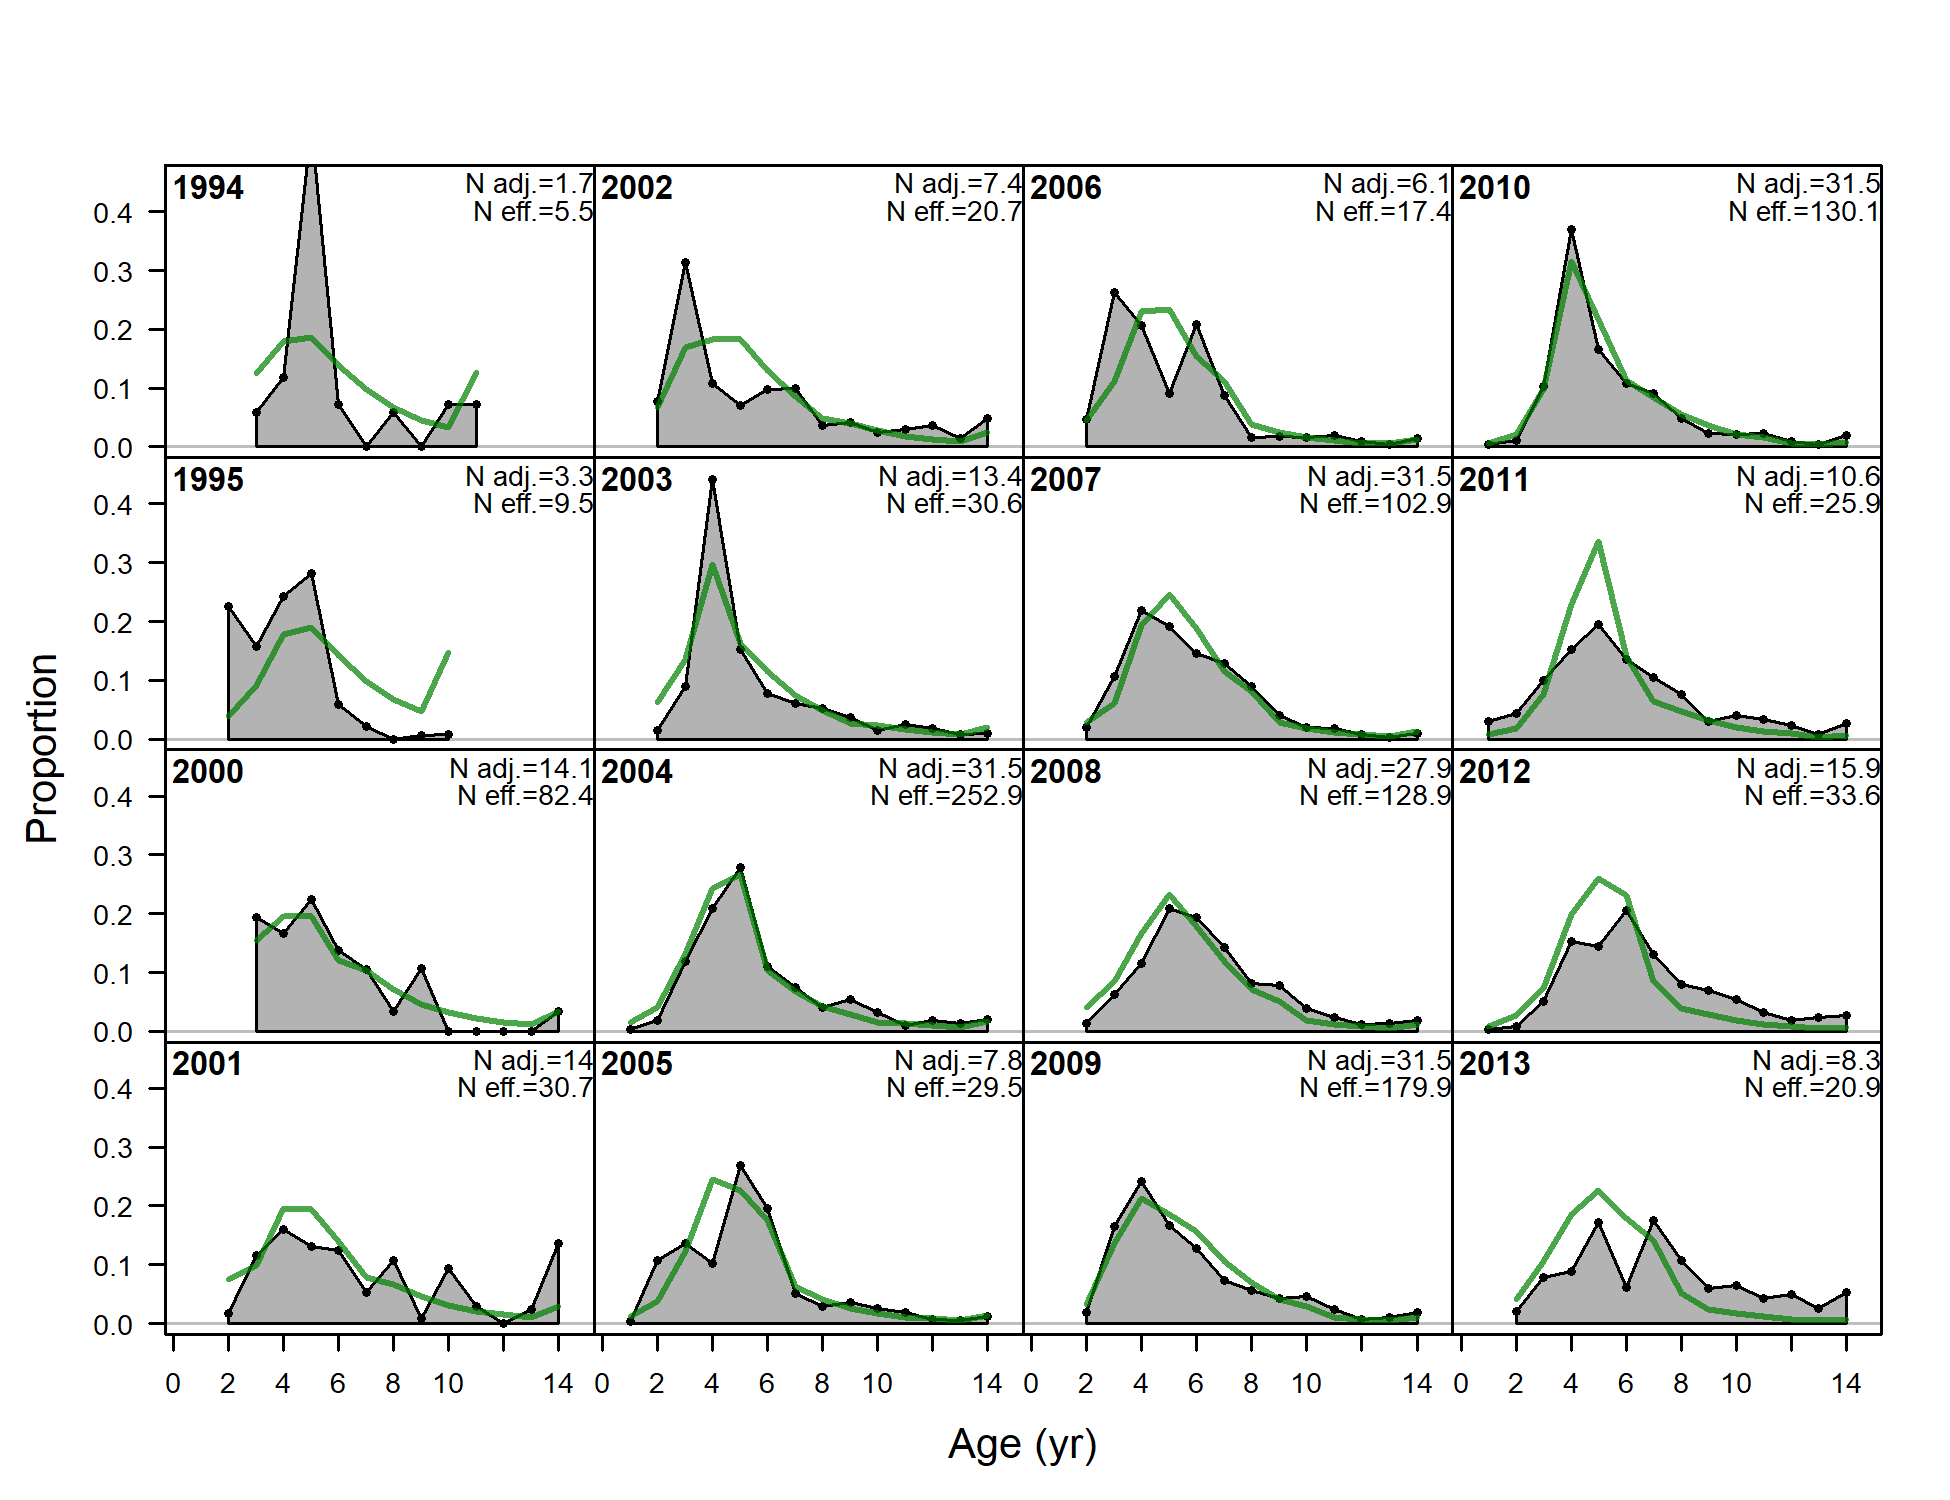 1994 N adj.=1.7
N eff.=5.5
2002 N adj.=7.4
N eff.=20.7
2006 N adj.=6.1
N eff.=17.4
2010 N adj.=31.5
N eff.=130.1
0.4
0.3
0.2
0.1
0.0
1995 N adj.=3.3
N eff.=9.5
2003 N adj.=13.4
N eff.=30.6
2007 N adj.=31.5
N eff.=102.9
2011 N adj.=10.6
N eff.=25.9
0.4
0.3
0.2
0.1
0.0
2000 N adj.=14.1
N eff.=82.4
2004 N adj.=31.5
N eff.=252.9
2008 N adj.=27.9
N eff.=128.9
2012 N adj.=15.9
N eff.=33.6
0.4
0.3
0.2
0.1
0.0
2001 N adj.=14
N eff.=30.7
2005 N adj.=7.8
N eff.=29.5
2009 N adj.=31.5
N eff.=179.9
2013 N adj.=8.3
N eff.=20.9
0.4
0.3
0.2
0.1
0.0
0 2 4 6 8 10 14 0 2 4 6 8 10 14 0 2 4 6 8 10 14 0 2 4 6 8 10 14
Age (yr)
Proportion